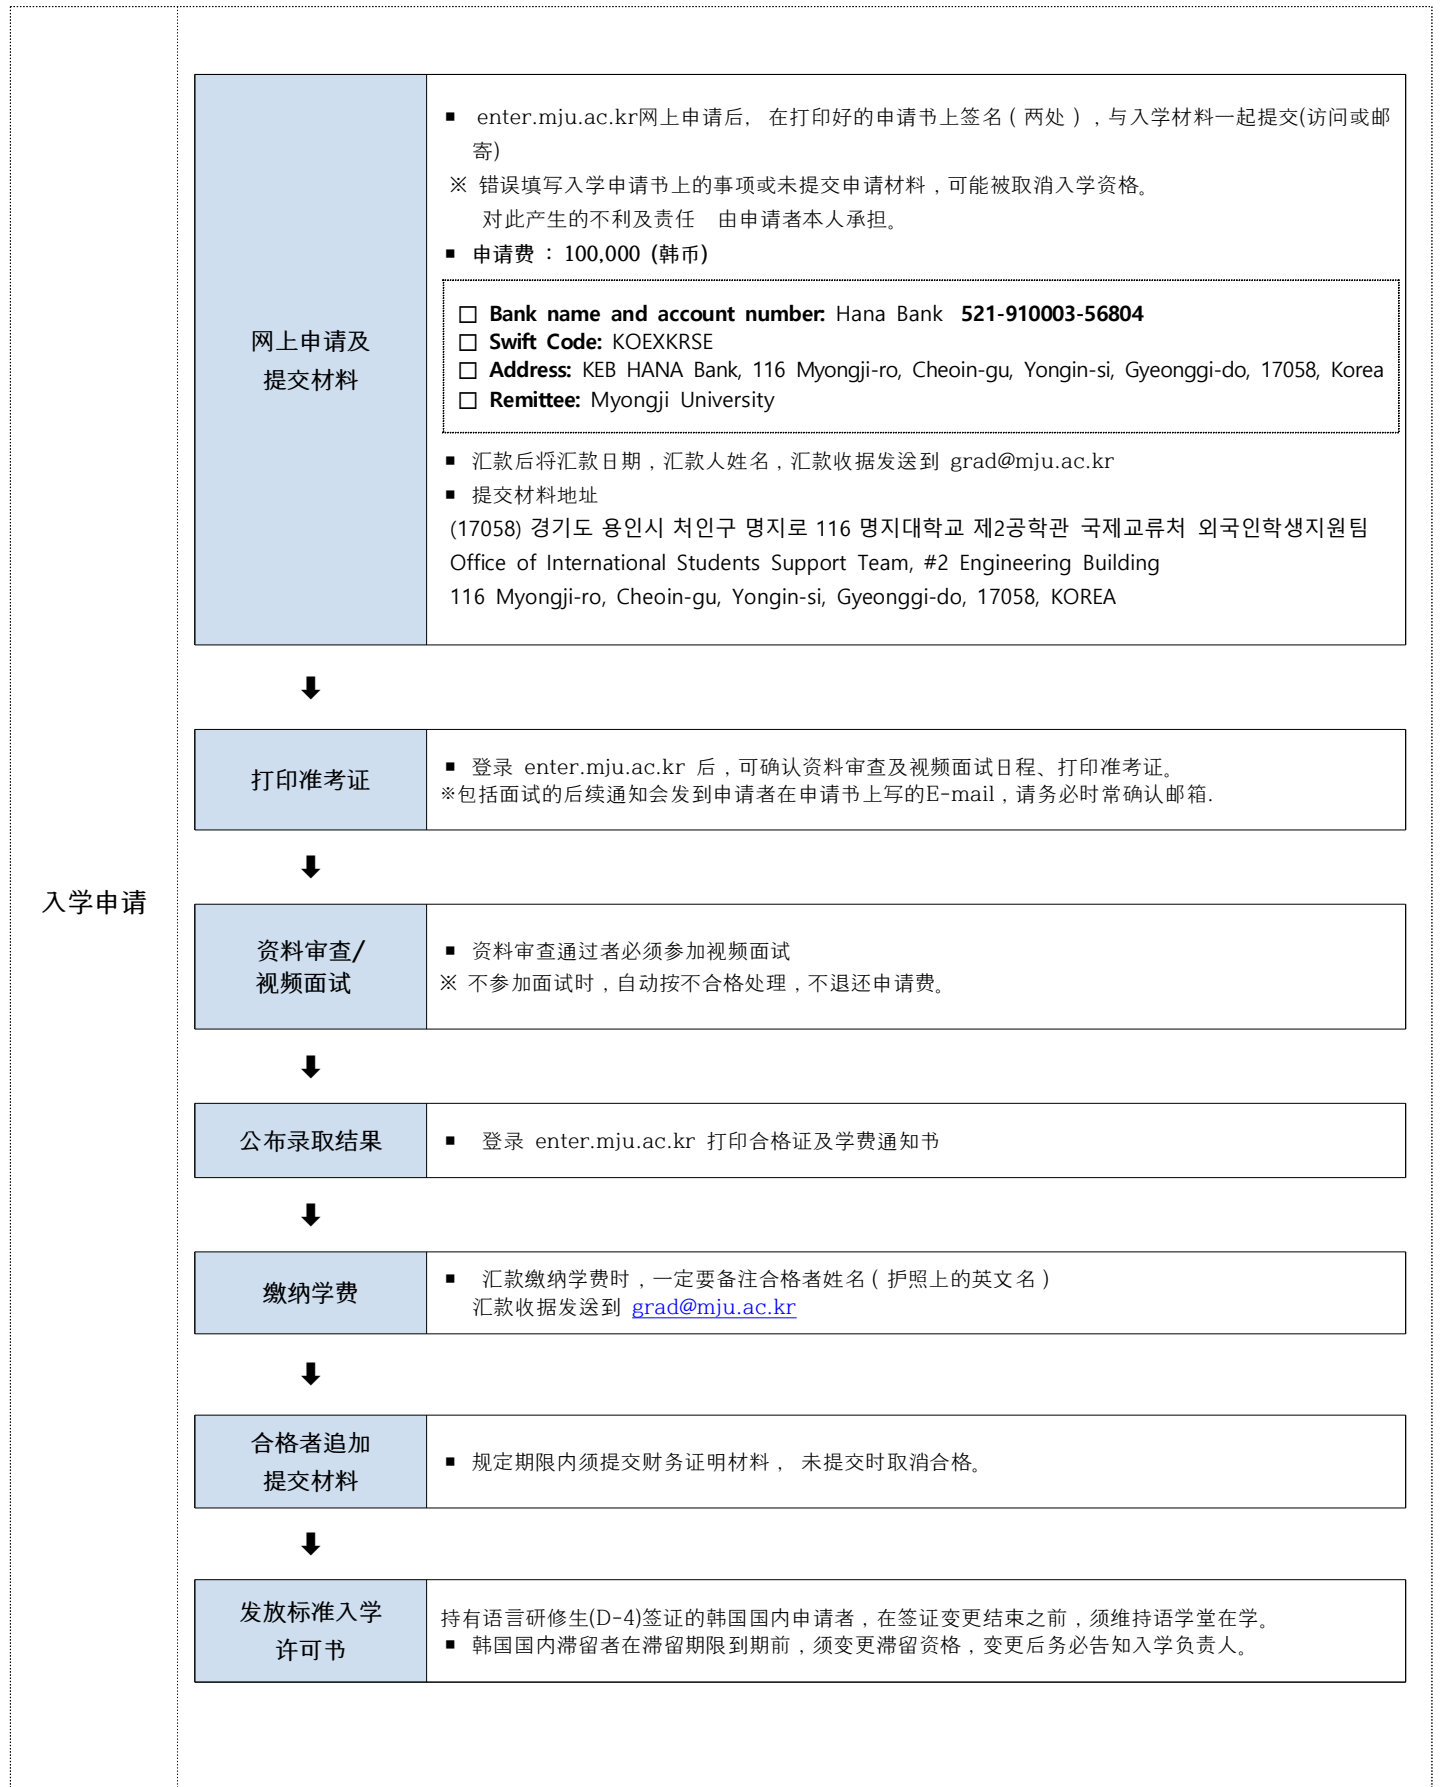 入学申请
网上申请及
提交材料
■ enter.mju.ac.kr网上申请后, 在打印好的申请书上签名（两处）,与入学材料一起提交(访问或邮
寄)
※ 错误填写入学申请书上的事项或未提交申请材料,可能被取消入学资格。
对此产生的不利及责任 由申请者本人承担。
■ 申请费 : 100,000 (韩币)
□ Bank name and account number: Hana Bank 521-910003-56804
□ Swift Code: KOEXKRSE
□ Address: KEB HANA Bank, 116 Myongji-ro, Cheoin-gu, Yongin-si, Gyeonggi-do, 17058, Korea
□ Remittee: Myongji University
■ 汇款后将汇款日期,汇款人姓名,汇款收据发送到 grad@mju.ac.kr
■ 提交材料地址
(17058) 경기도 용인시 처인구 명지로 116 명지대학교 제2공학관 국제교류처 외국인학생지원팀
Office of International Students Support Team, #2 Engineering Building
116 Myongji-ro, Cheoin-gu, Yongin-si, Gyeonggi-do, 17058, KOREA
⬇
打印准考证
■ 登录 enter.mju.ac.kr 后,可确认资料审查及视频面试日程、打印准考证。
※包括面试的后续通知会发到申请者在申请书上写的E-mail,请务必时常确认邮箱.
⬇
资料审查/
视频面试
■ 资料审查通过者必须参加视频面试
※ 不参加面试时,自动按不合格处理,不退还申请费。
⬇
公布录取结果
■ 登录 enter.mju.ac.kr 打印合格证及学费通知书
⬇
缴纳学费
■ 汇款缴纳学费时,一定要备注合格者姓名（护照上的英文名）
汇款收据发送到 grad@mju.ac.kr
⬇
合格者追加
提交材料
■ 规定期限内须提交财务证明材料, 未提交时取消合格。
⬇
发放标准入学
许可书
持有语言研修生(D-4)签证的韩国国内申请者,在签证变更结束之前,须维持语学堂在学。
■ 韩国国内滞留者在滞留期限到期前,须变更滞留资格,变更后务必告知入学负责人。